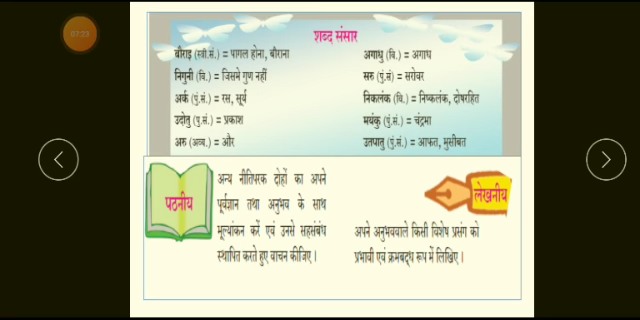 07:23
शब्द संसार
बौराइ (स्त्री.सं.) = पागल होना, बौराना
निगुनी (वि.) = जिसमें गुण नहीं
अर्क (पुं.सं.) = रस, सूर्य
उदोतु (पु.सं.) = प्रकाश
अरु (अव्य.) = और
अगाधु (वि.) = अगाध
सरु (पुं.सं) = सरोवर
निकलंक (वि.) = निष्कलंक, दोषरहित
मयंकु (पुं.सं.) = चंद्रमा
उतपातु (पुं.सं.) = आफत, मुसीबत
पठनीय
अन्य नीतिपरक दोहों का अपने
पूर्वज्ञान तथा अनुभव के साथ
मूल्यांकन करें एवं उनसे सहसंबंध
स्थापित करते हुए वाचन कीजिए ।
लेखनीय
अपने अनुभववाले किसी विशेष प्रसंग को
प्रभावी एवं क्रमबद्ध रूप में लिखिए ।